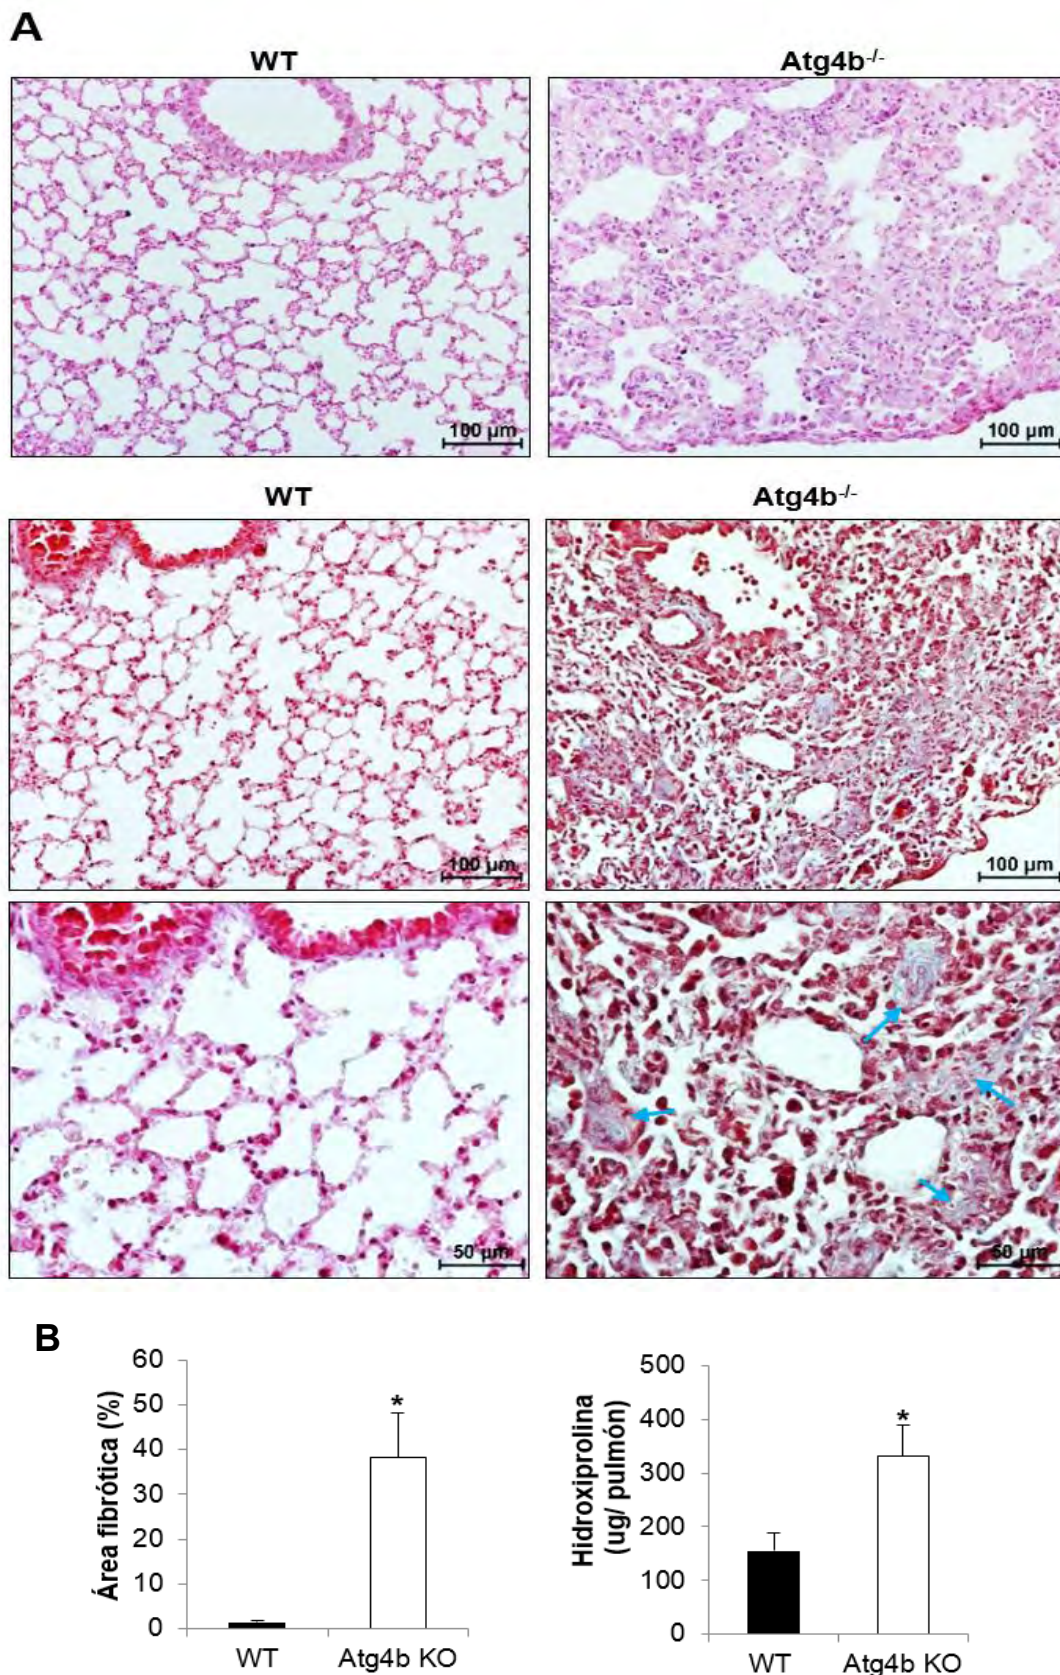 A
WT
Atg4b-/-
100 µm
100 µm
WT
Atg4b-/-
100 µm
100 µm
50 µm
50 µm
B
Área fibrótica (%)
60
50
40
30
20
10
0
*
WT
Atg4b KO
Hidroxiprolina
(ug/ pulmón)
500
400
300
200
100
0
*
WT
Atg4b KO